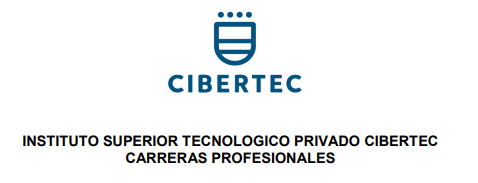 CIBERTEC
INSTITUTO SUPERIOR TECNOLOGICO PRIVADO CIBERTEC
CARRERAS PROFESIONALES